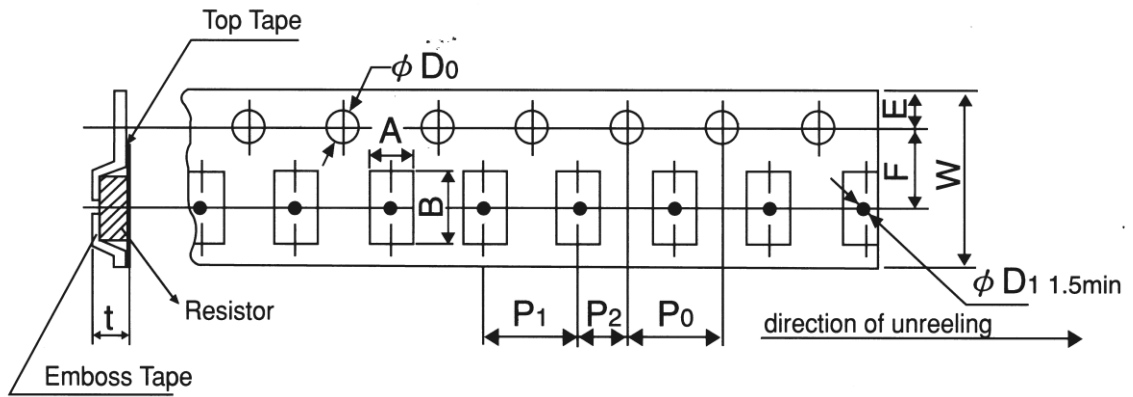 Top Tape
ϕ D0
A
B
E
F
W
t
Resistor
Emboss Tape
P1
P2
P0
ϕ D1 1.5min
direction of unreeling